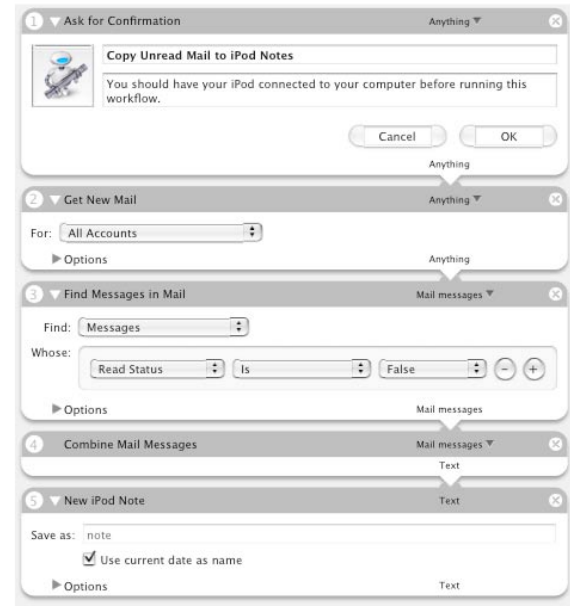 1 Ask for Confirmation Anything
Copy Unread Mail to iPod Notes
You should have your iPod connected to your computer before running this
workflow.
Cancel OK
Anything
2 Get New Mail Anything
For: All Accounts
Options Anything
3 Find Messages in Mail Mail messages
Find: Messages
Whose:
Read Status Is False
Options Mail messages
4 Combine Mail Messages Mail messages
Text
5 New iPod Note Text
Save as: note
Use current date as name
Options Text